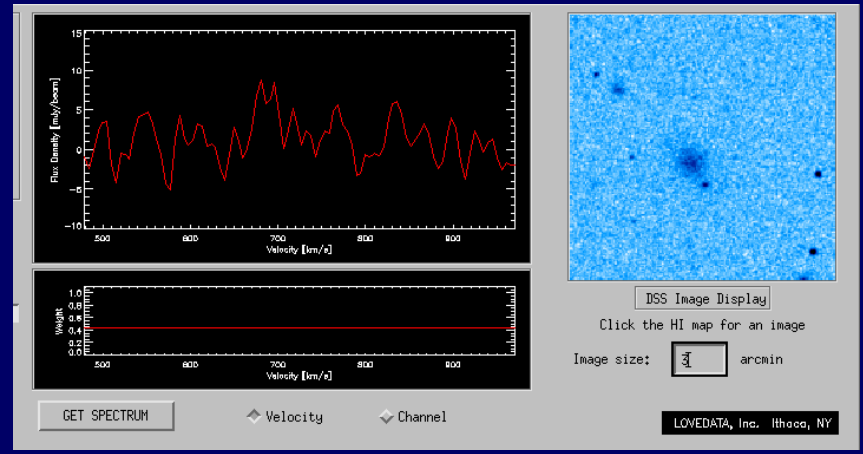 15
10
5
0
-5
-10
Flux Density [mJy/beam]
500 600 700 800 900
Velocity [km/s]
1.0
0.8
0.6
0.4
0.2
0.0
Weight
500 600 700 800 900
Velocity [km/s]
GET SPECTRUM
Velocity
Channel
DSS Image Display
Click the HI map for an image
Image size: 3 arcmin
LOVEDATA, Inc. Ithaca, NY